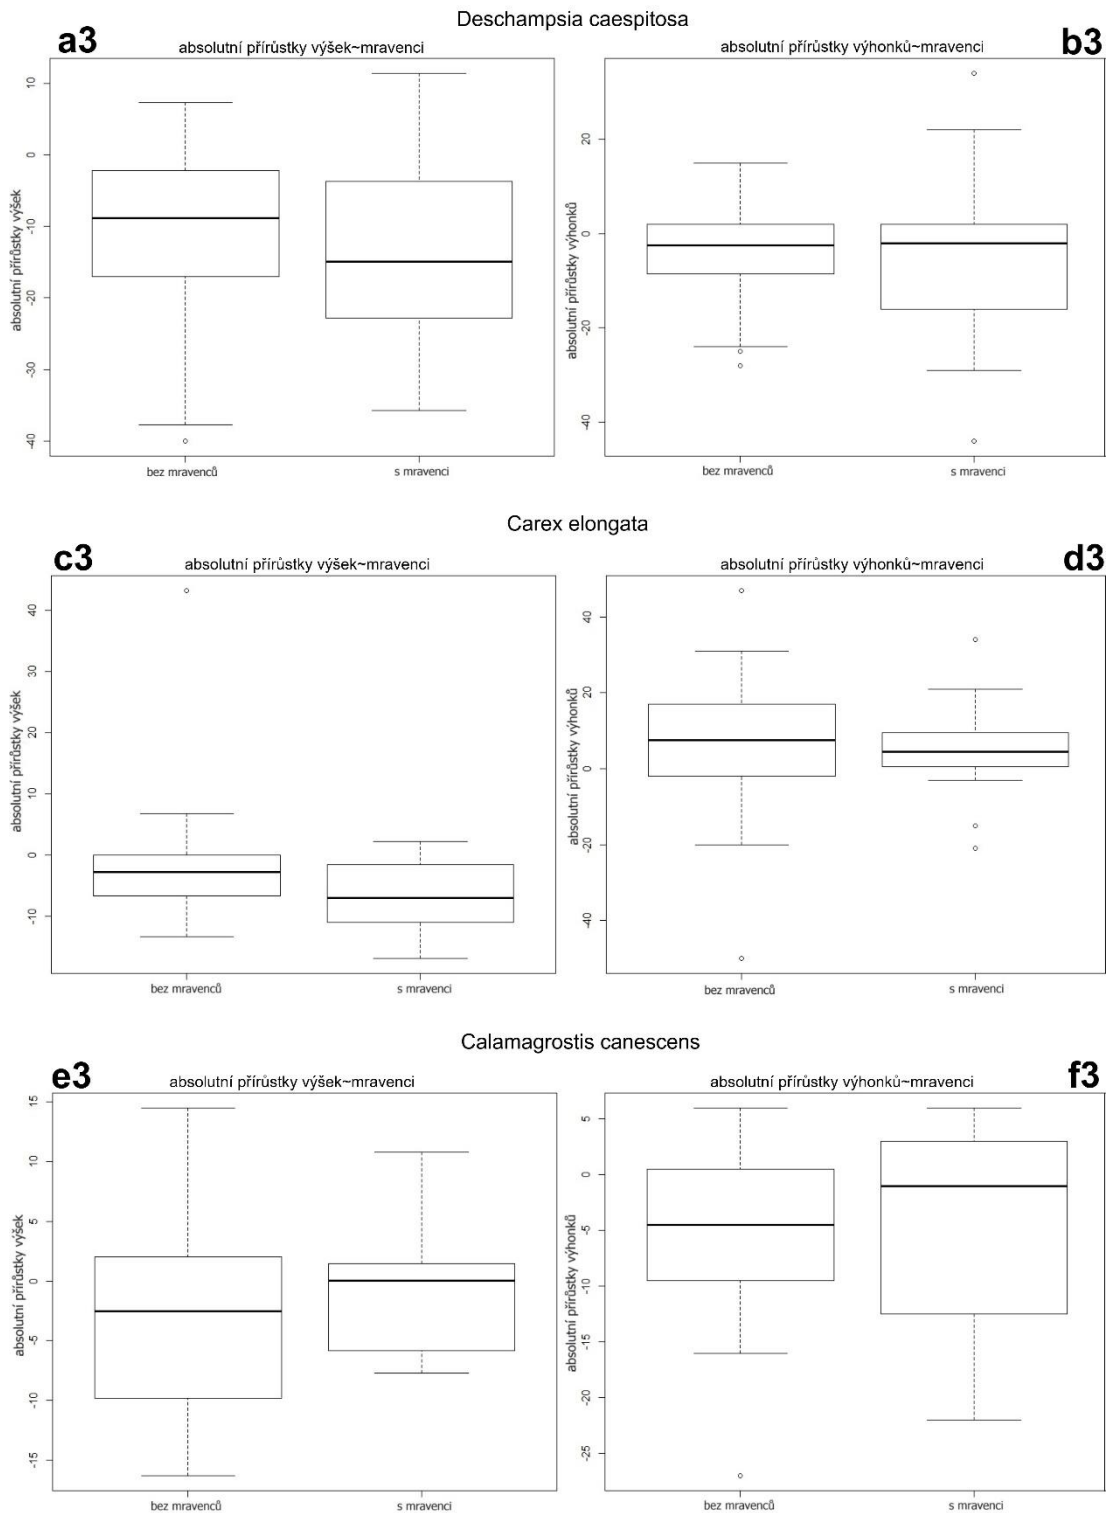 Deschampsia caespitosa
a3
absolutní přírůstky výšek~mravenci
absolutní přírůstky výšek
10
0
-10
-20
-30
-40
bez mravenců
s mravenci
b3
absolutní přírůstky výhonků~mravenci
absolutní přírůstky výhonků
20
0
-20
-40
bez mravenců
s mravenci
Carex elongata
c3
absolutní přírůstky výšek~mravenci
absolutní přírůstky výšek
40
30
20
10
0
-10
bez mravenců
s mravenci
d3
absolutní přírůstky výhonků~mravenci
absolutní přírůstky výhonků
40
20
0
-20
-40
bez mravenců
s mravenci
Calamagrostis canescens
e3
absolutní přírůstky výšek~mravenci
absolutní přírůstky výšek
15
10
5
0
-5
-10
-15
bez mravenců
s mravenci
f3
absolutní přírůstky výhonků~mravenci
absolutní přírůstky výhonků
5
0
-5
-10
-15
-20
-25
bez mravenců
s mravenci